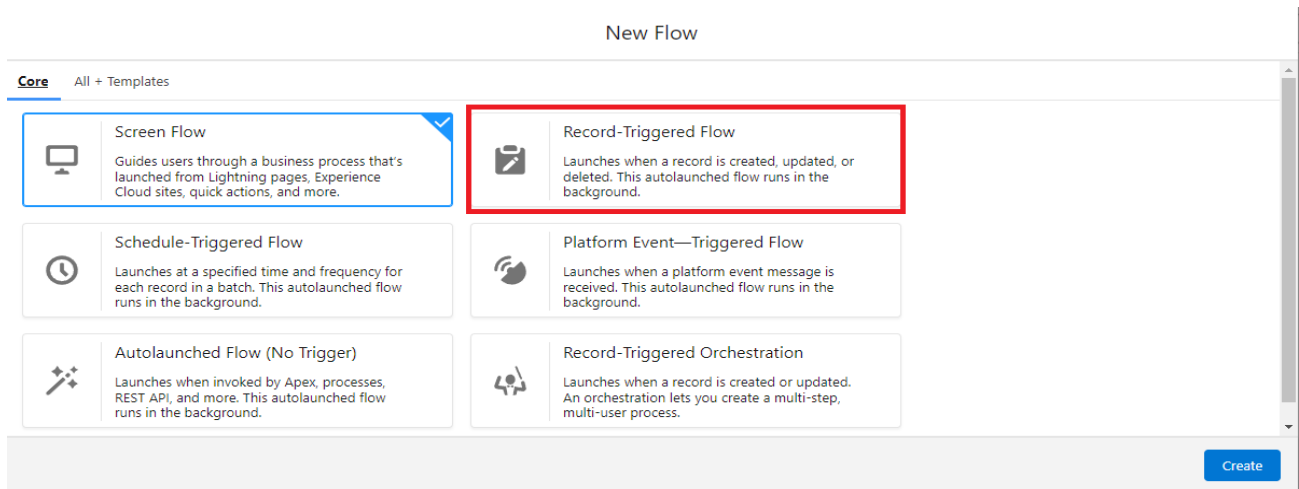 New Flow
Core
All + Templates
Screen Flow
Guides users through a business process that's
launched from Lightning pages, Experience
Cloud sites, quick actions, and more.
Record-Triggered Flow
Launches when a record is created, updated, or
deleted. This autolaunched flow runs in the
background.
Schedule-Triggered Flow
Launches at a specified time and frequency for
each record in a batch. This autolaunched flow
runs in the background.
Platform Event—Triggered Flow
Launches when a platform event message is
received. This autolaunched flow runs in the
background.
Autolaunched Flow (No Trigger)
Launches when invoked by Apex, processes,
REST API, and more. This autolaunched flow
runs in the background.
Record-Triggered Orchestration
Launches when a record is created or updated.
An orchestration lets you create a multi-step,
multi-user process.
Create